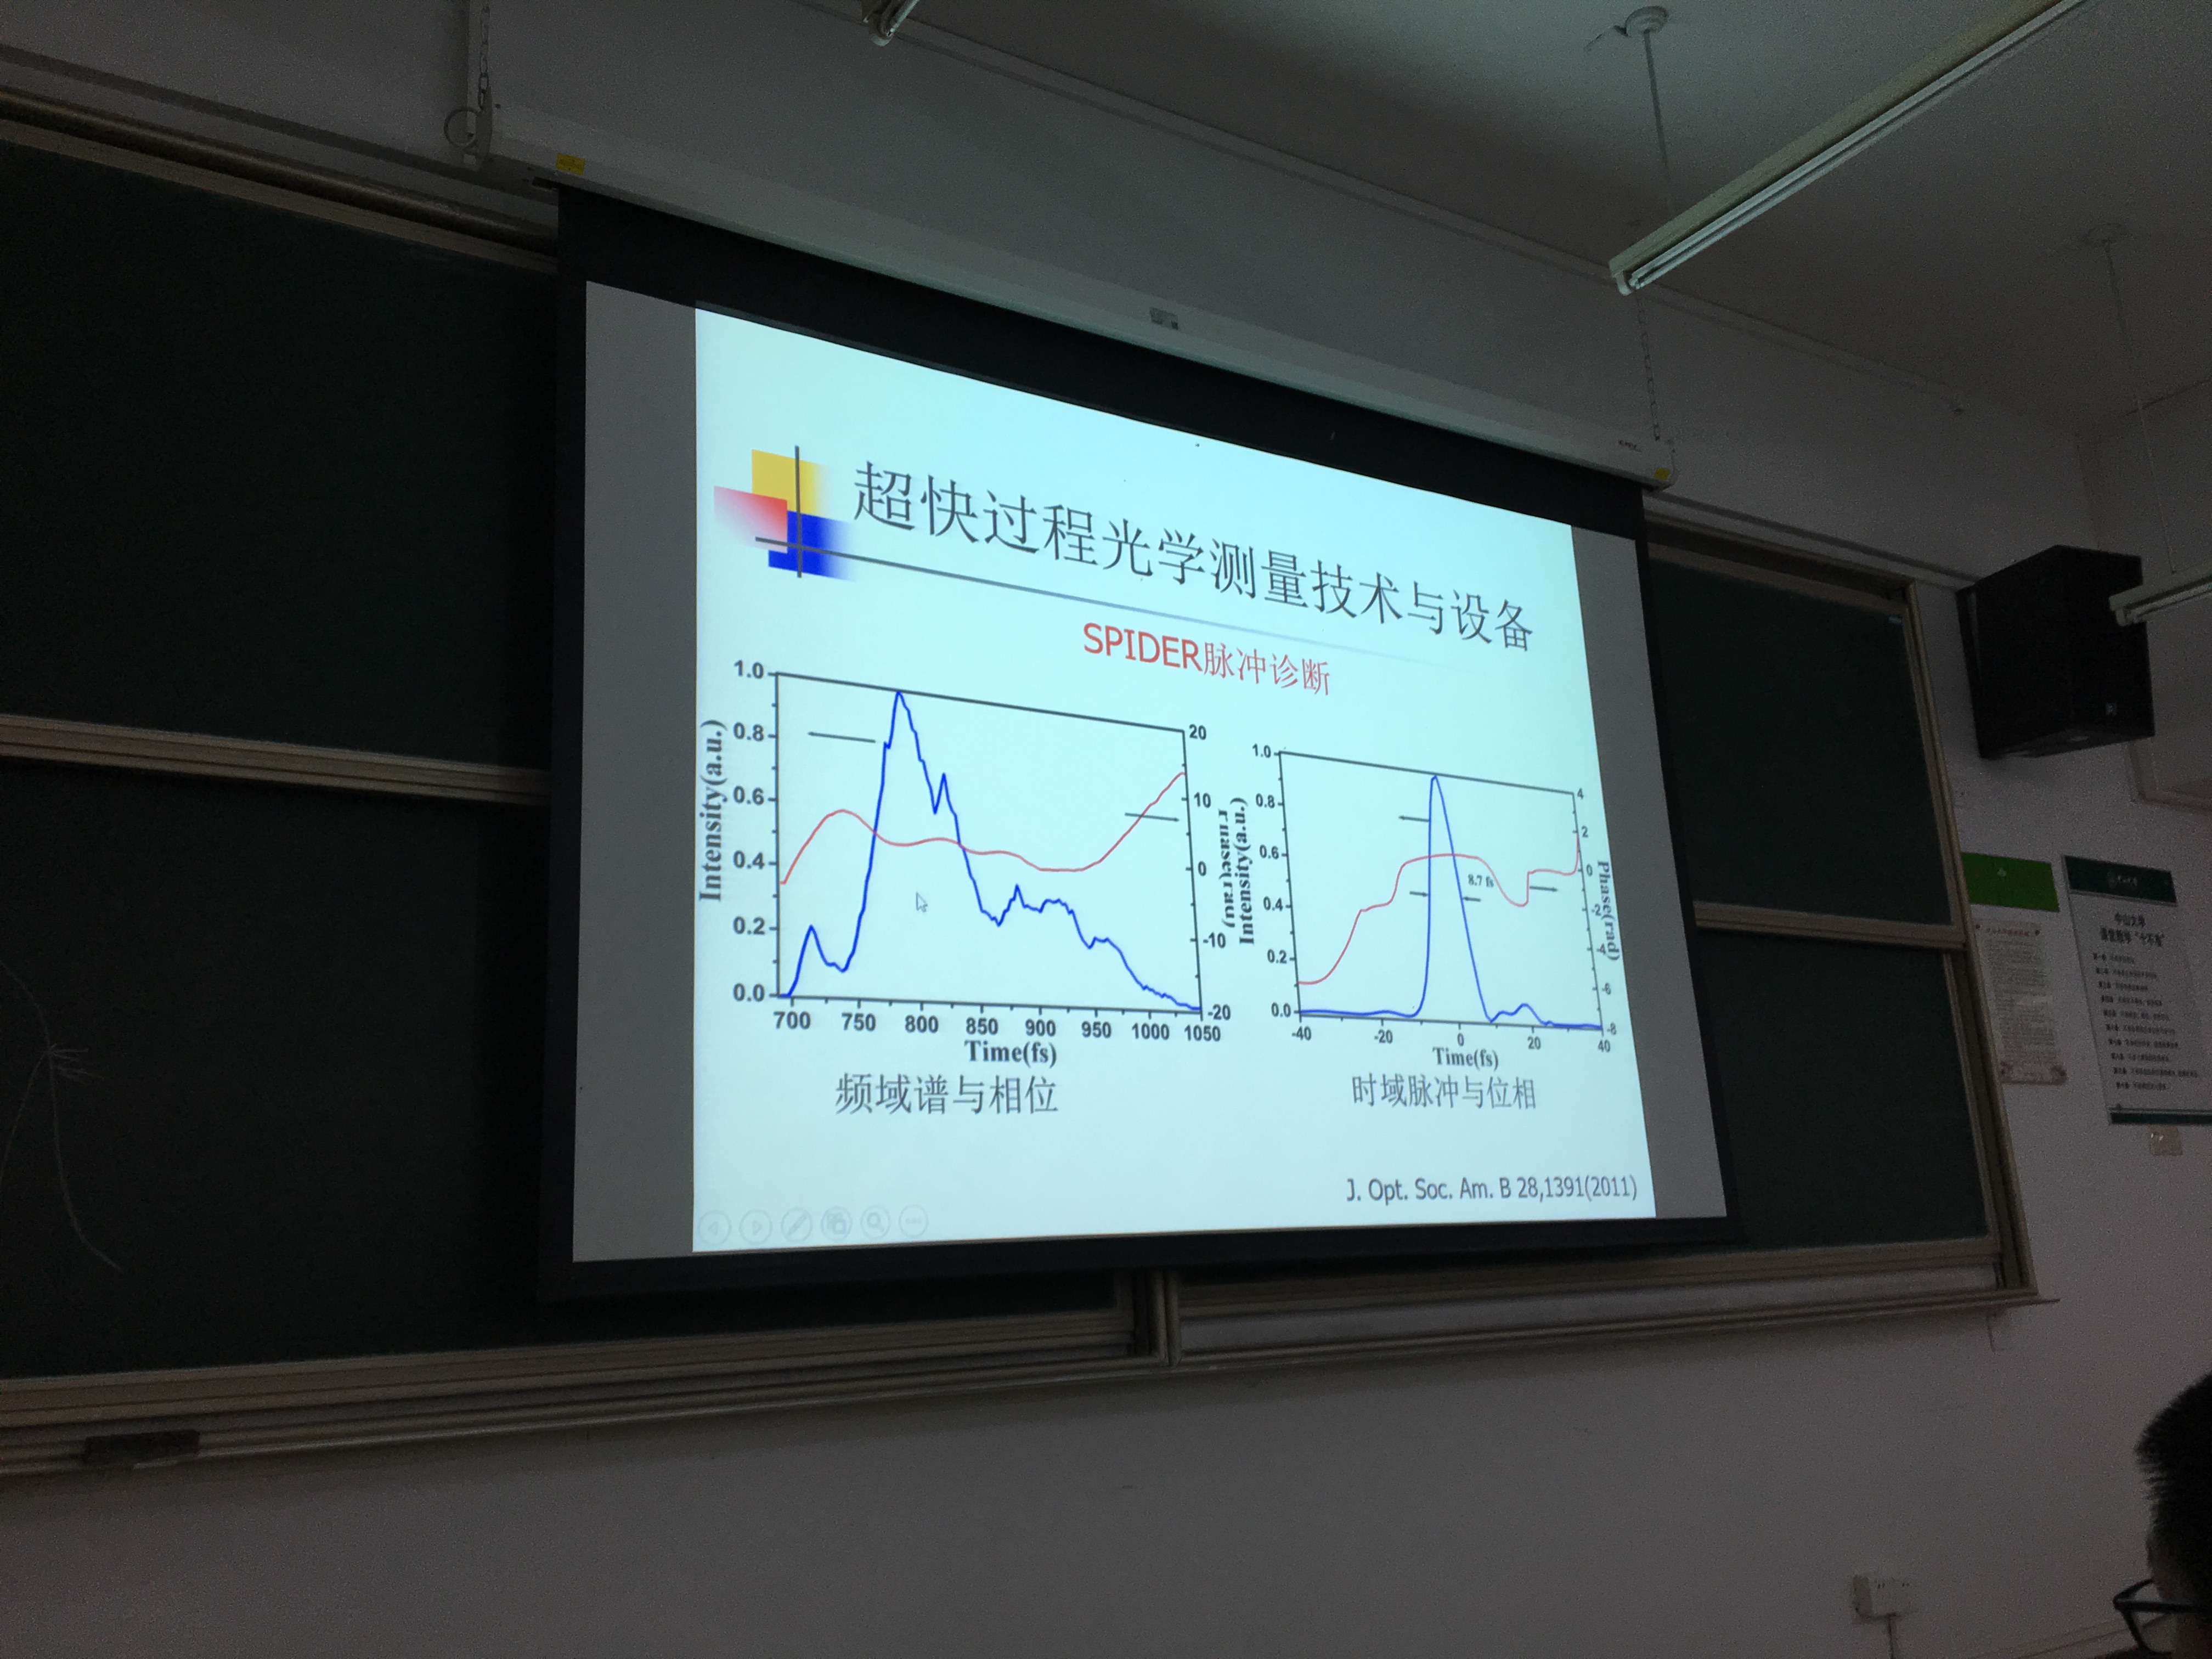 超快过程光学测量技术与设备
SPIDER脉冲诊断
1.0
0.8
0.6
0.4
0.2
0.0
Intensity(a.u.)
20
10
0
-10
-20
700 750 800 850 900 950 1000 1050
Time(fs)
频域谱与相位
Intensity(a.u.)
1.0
0.8
0.6
0.4
0.2
0.0
8.7 fs
4
2
0
-2
-4
-6
-8
Phase(rad)
-40 -20 0 20 40
Time(fs)
时域脉冲与位相
J. Opt. Soc. Am. B 28,1391(2011)
中山大学